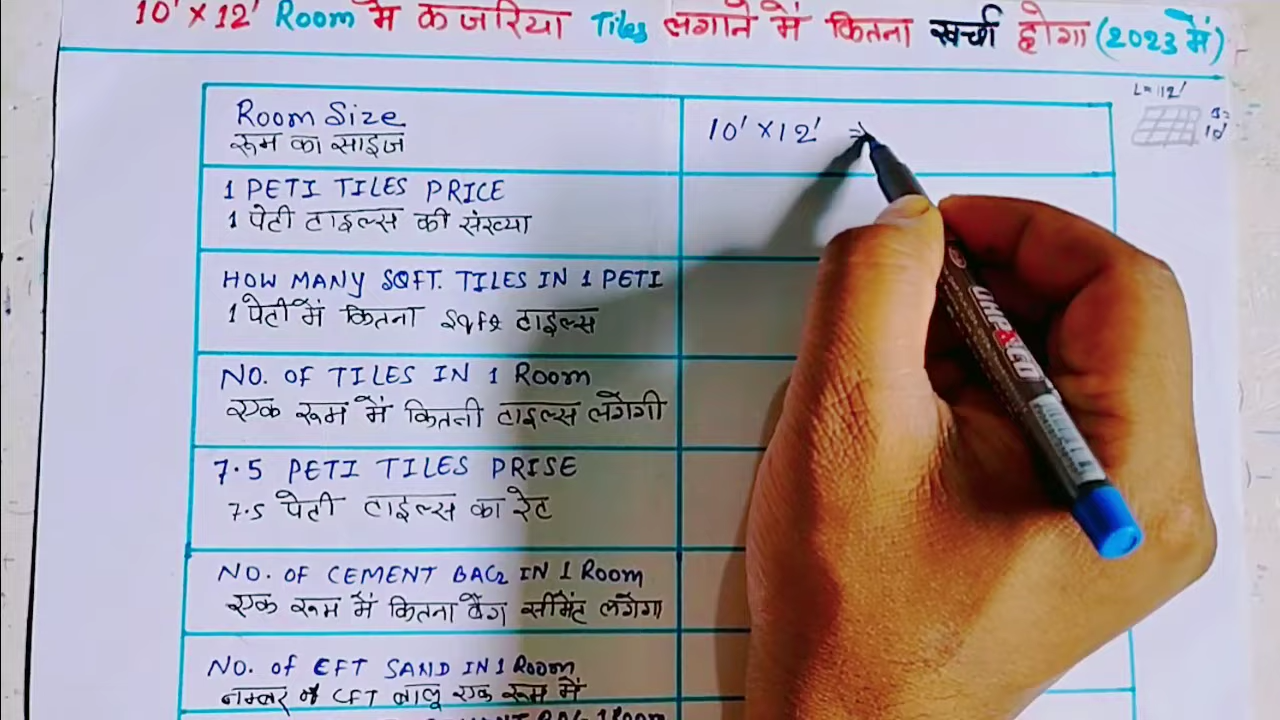 10' X 12' Room में कजरिया Tiles लगाने में कितना खर्चा होगा (2023 में)
L= 12'
B=
10'
Room Size
रूम का साइज
10' X 12' =
1 PETI TILES PRICE
1 पेटी टाइल्स की संख्या
HOW MANY SQFT. TILES IN 1 PETI
1 पेटी में कितना Sqft टाइल्स
NO. OF TILES IN 1 Room
एक रूम में कितनी टाइल्स लगेगी
7.5 PETI TILES PRISE
7.5 पेटी टाइल्स का रेट
NO. OF CEMENT BAG IN 1 Room
एक रूम में कितना बैग सीमेंट लगेगा
NO. of CFT SAND IN 1 Room
नम्बर of CFT बालू एक रूम में
1 Room